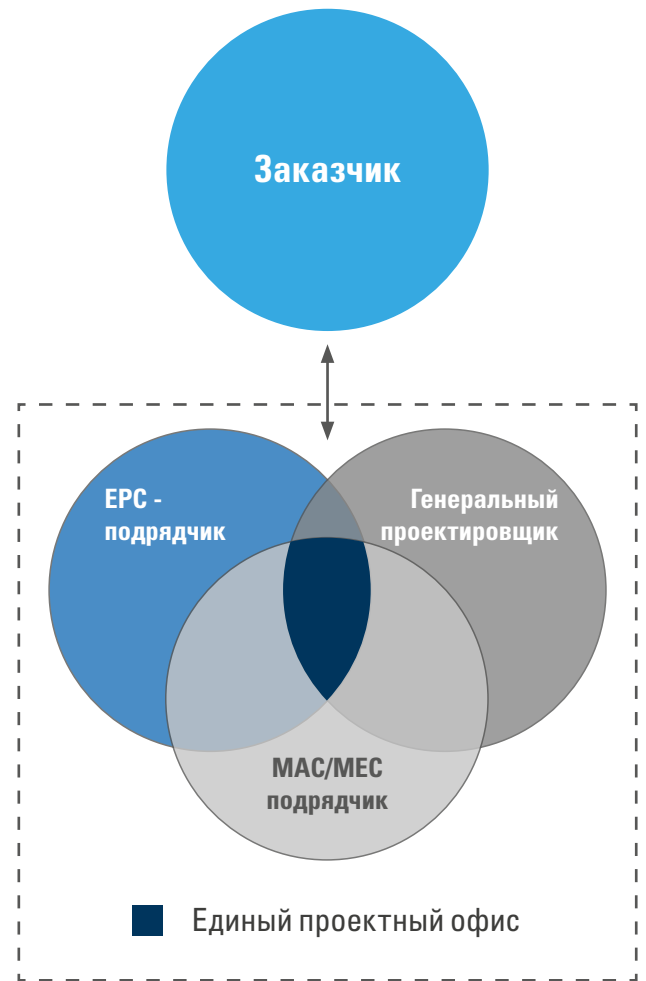 Заказчик
EPC -
подрядчик
Генеральный
проектировщик
MAC/MEC
подрядчик
Единый проектный офис